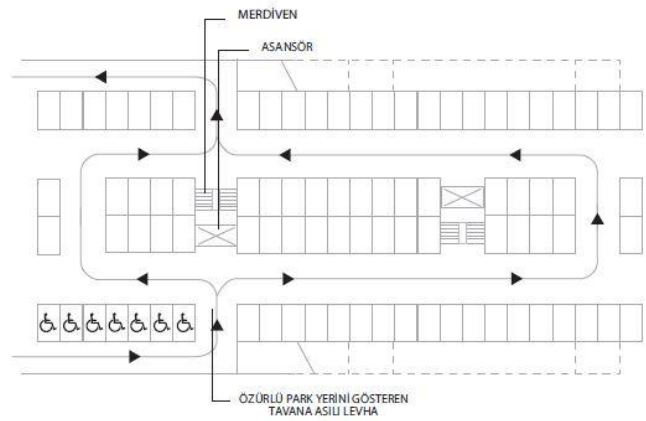 MERDİVEN
ASANSÖR
ÖZÜRLÜ PARK YERİNİ GÖSTEREN
TAVANA ASILI LEVHA